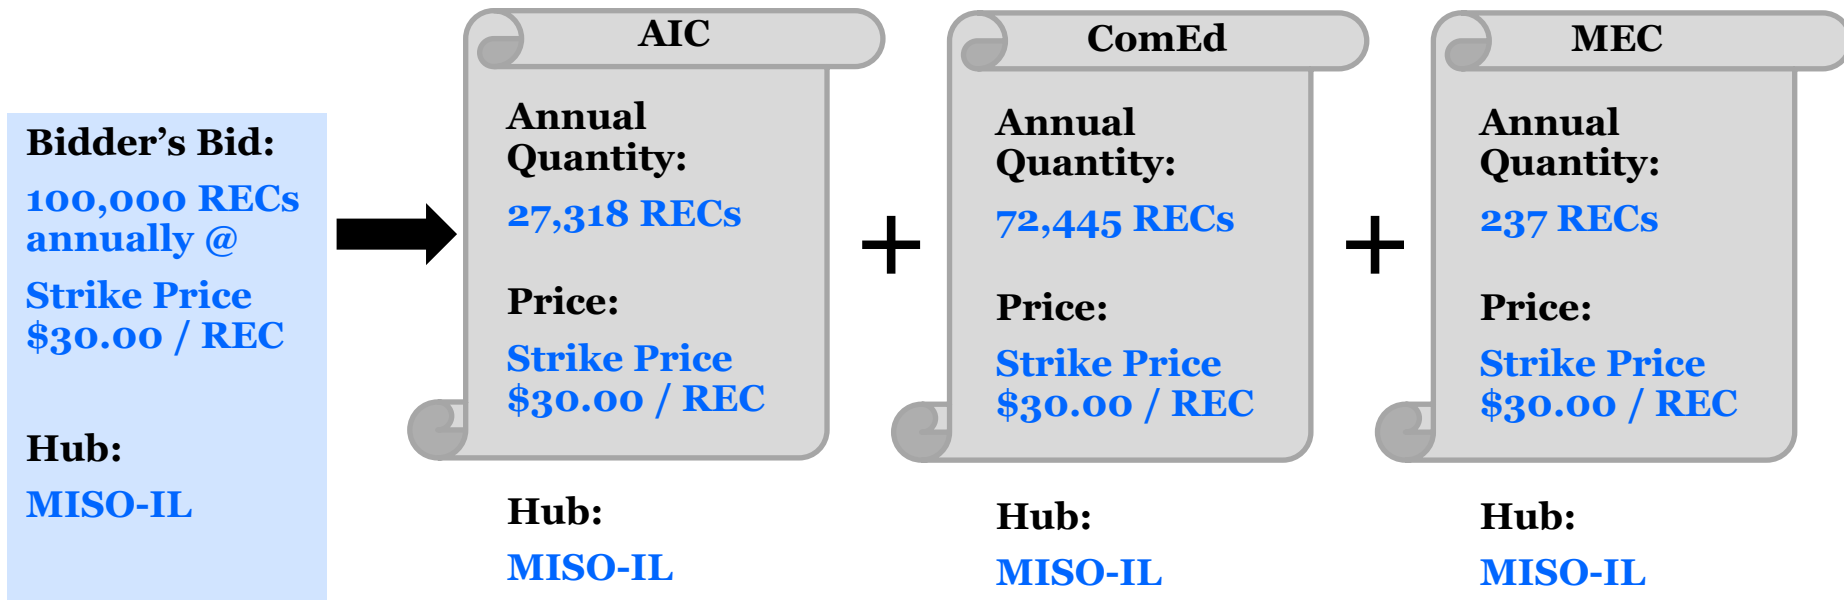 Bidder’s Bid:
100,000 RECs
annually @
Strike Price
$30.00 / REC
Hub:
MISO-IL
AIC
Annual
Quantity:
27,318 RECs
Price:
Strike Price
$30.00 / REC
Hub:
MISO-IL
+
ComEd
Annual
Quantity:
72,445 RECs
Price:
Strike Price
$30.00 / REC
Hub:
MISO-IL
+
MEC
Annual
Quantity:
237 RECs
Price:
Strike Price
$30.00 / REC
Hub:
MISO-IL